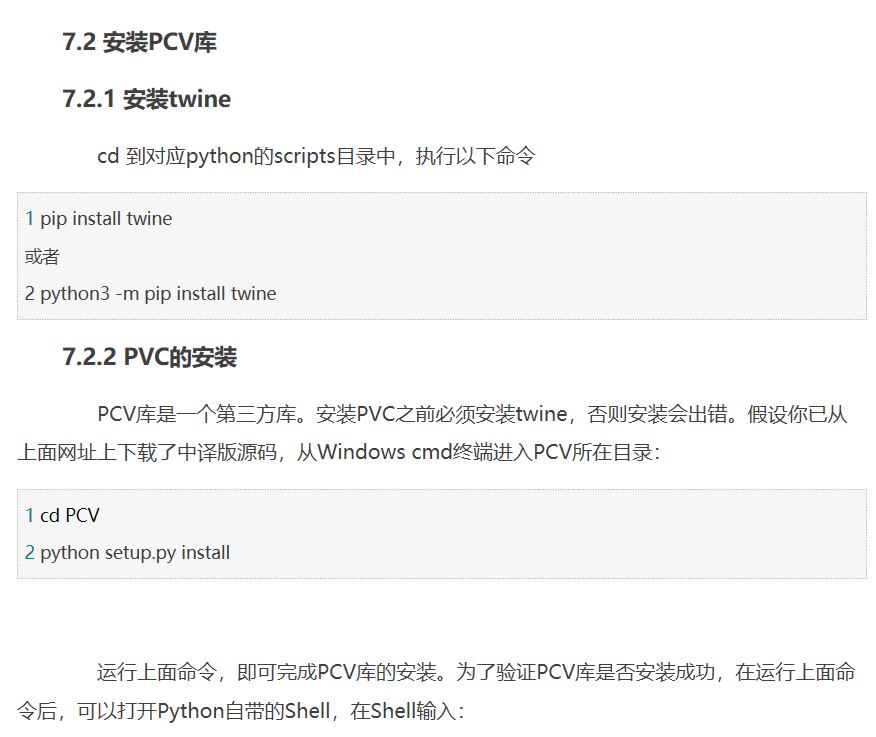 7.2 安装PCV库
7.2.1 安装twine
cd 到对应python的scripts目录中，执行以下命令
1 pip install twine
或者
2 python3 -m pip install twine
7.2.2 PVC的安装
PCV库是一个第三方库。安装PVC之前必须安装twine，否则安装会出错。假设你已从
上面网址上下载了中译版源码，从Windows cmd终端进入PCV所在目录：
1 cd PCV
2 python setup.py install
运行上面命令，即可完成PCV库的安装。为了验证PCV库是否安装成功，在运行上面命
令后，可以打开Python自带的Shell，在Shell输入：